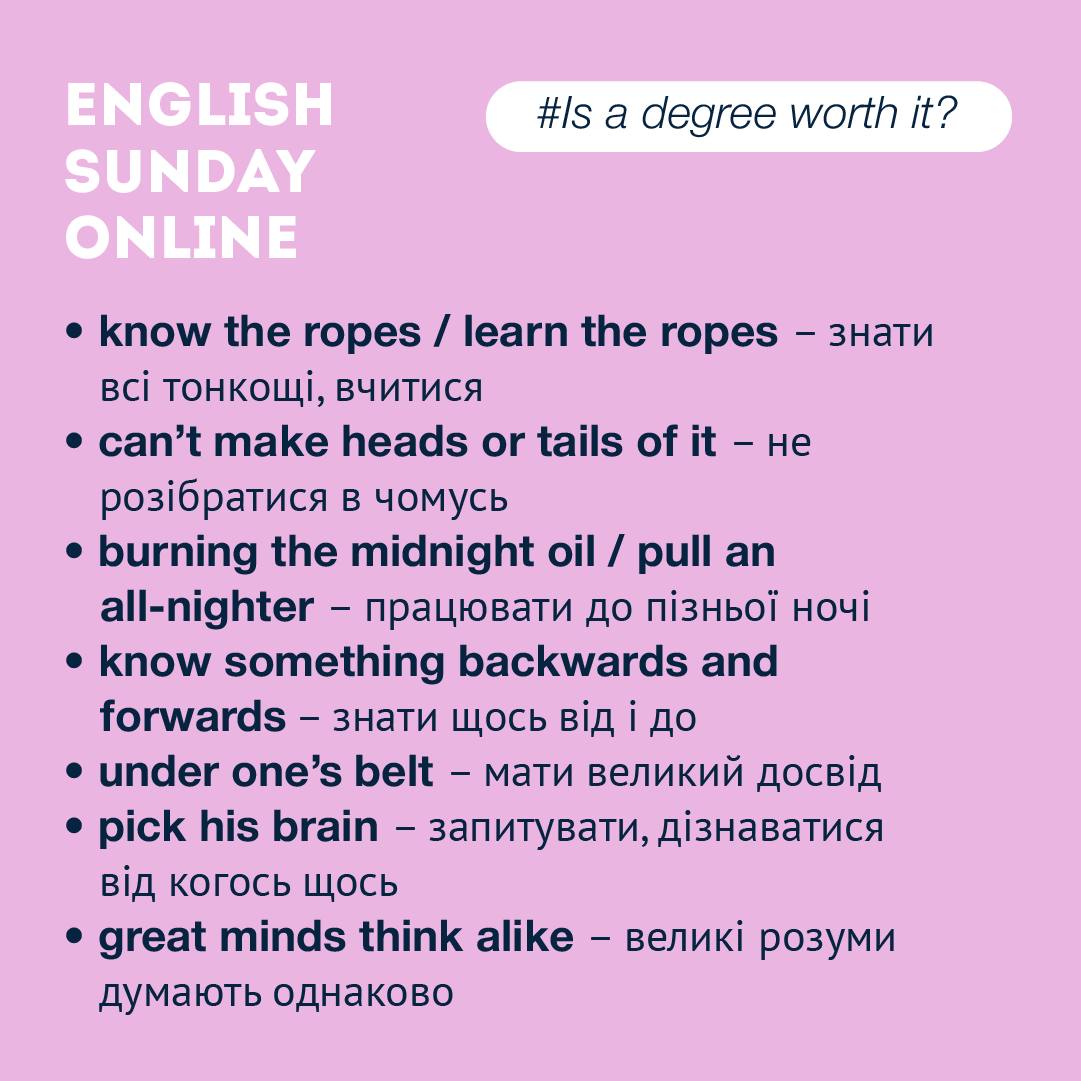 ENGLISH
SUNDAY
ONLINE
#Is a degree worth it?
• know the ropes / learn the ropes – знати
всі тонкощі, вчитися
• can’t make heads or tails of it – не
розібратися в чомусь
• burning the midnight oil / pull an
all-nighter – працювати до пізньої ночі
• know something backwards and
forwards – знати щось від і до
• under one’s belt – мати великий досвід
• pick his brain – запитувати, дізнаватися
від когось щось
• great minds think alike – великі розуми
думають однаково